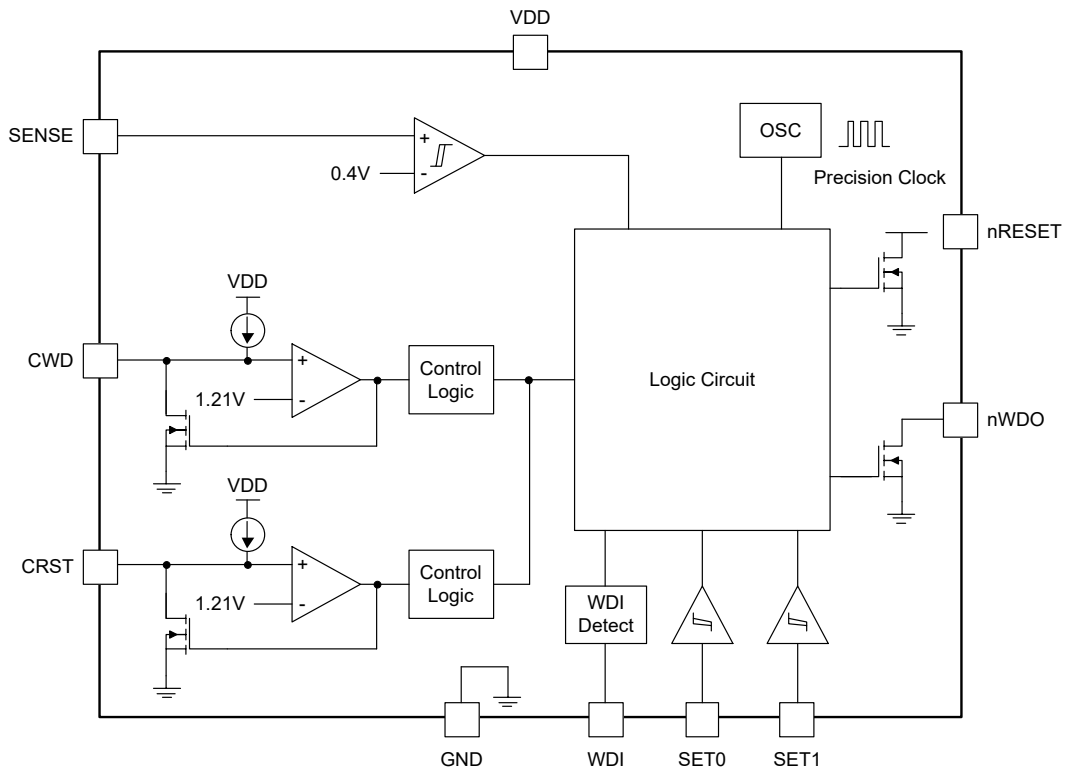 VDD
SENSE
+
0.4V
-
OSC
Precision Clock
nRESET
VDD
CWD
+
1.21V
-
Control
Logic
Logic Circuit
nWDO
VDD
CRST
+
1.21V
-
Control
Logic
WDI
Detect
GND
WDI
SET0
SET1